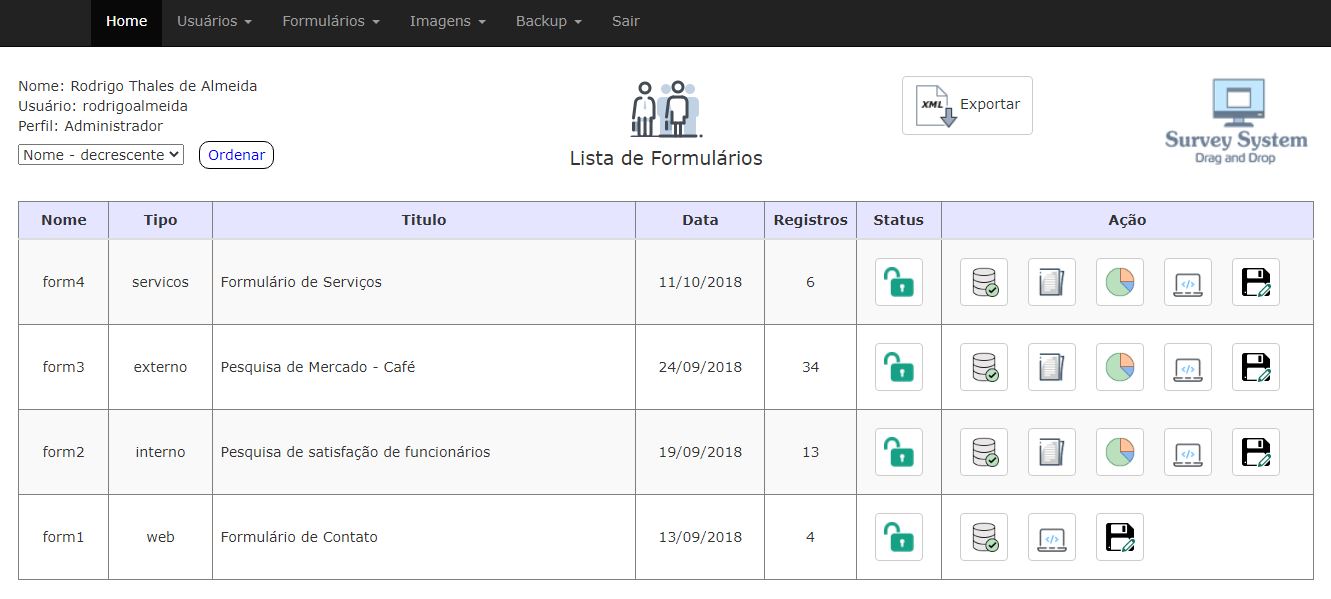 Home Usuários Formulários Imagens Backup Sair
Nome: Rodrigo Thales de Almeida
Usuário: rodrigoalmeida
Perfil: Administrador
Nome - decrescente Ordenar
Lista de Formulários
XML Exportar
Survey System
Drag and Drop
Nome Tipo Titulo Data Registros Status Ação
form4 servicos Formulário de Serviços 11/10/2018 6 </>
form3 externo Pesquisa de Mercado - Café 24/09/2018 34 </>
form2 interno Pesquisa de satisfação de funcionários 19/09/2018 13 </>
form1 web Formulário de Contato 13/09/2018 4 </>